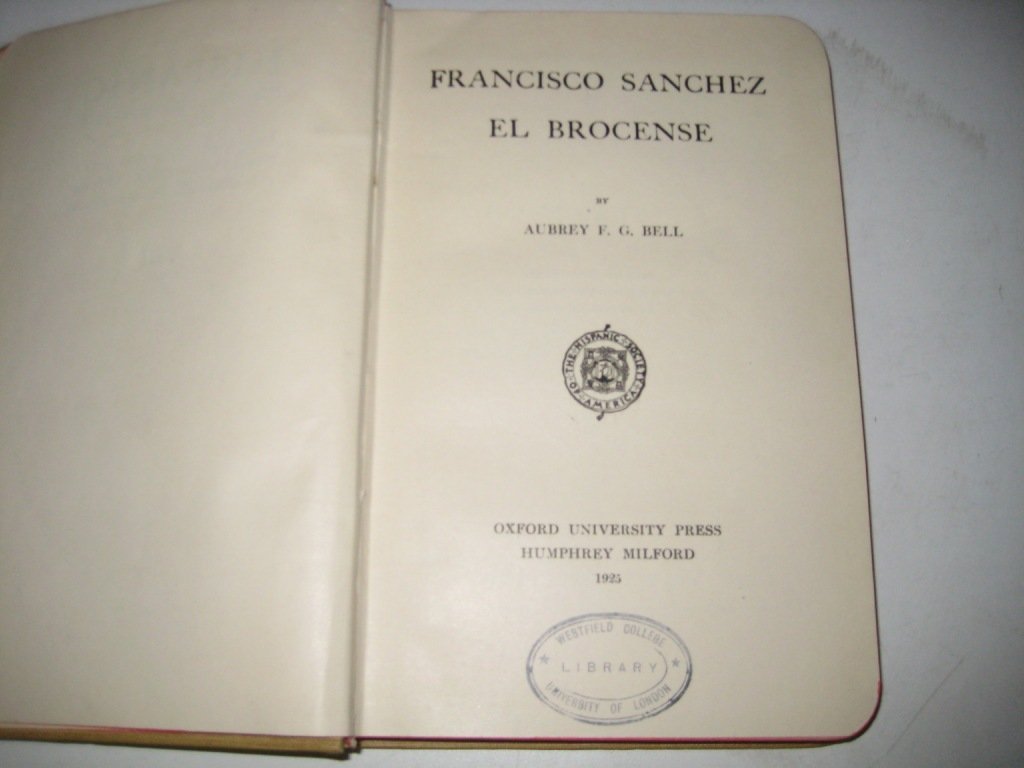 FRANCISCO SANCHEZ
EL BROCENSE
BY
AUBREY F. G. BELL
THE HISPANIC SOCIETY
OF AMERICA
OXFORD UNIVERSITY PRESS
HUMPHREY MILFORD
1925
WESTFIELD COLLEGE
LIBRARY
UNIVERSITY OF LONDON